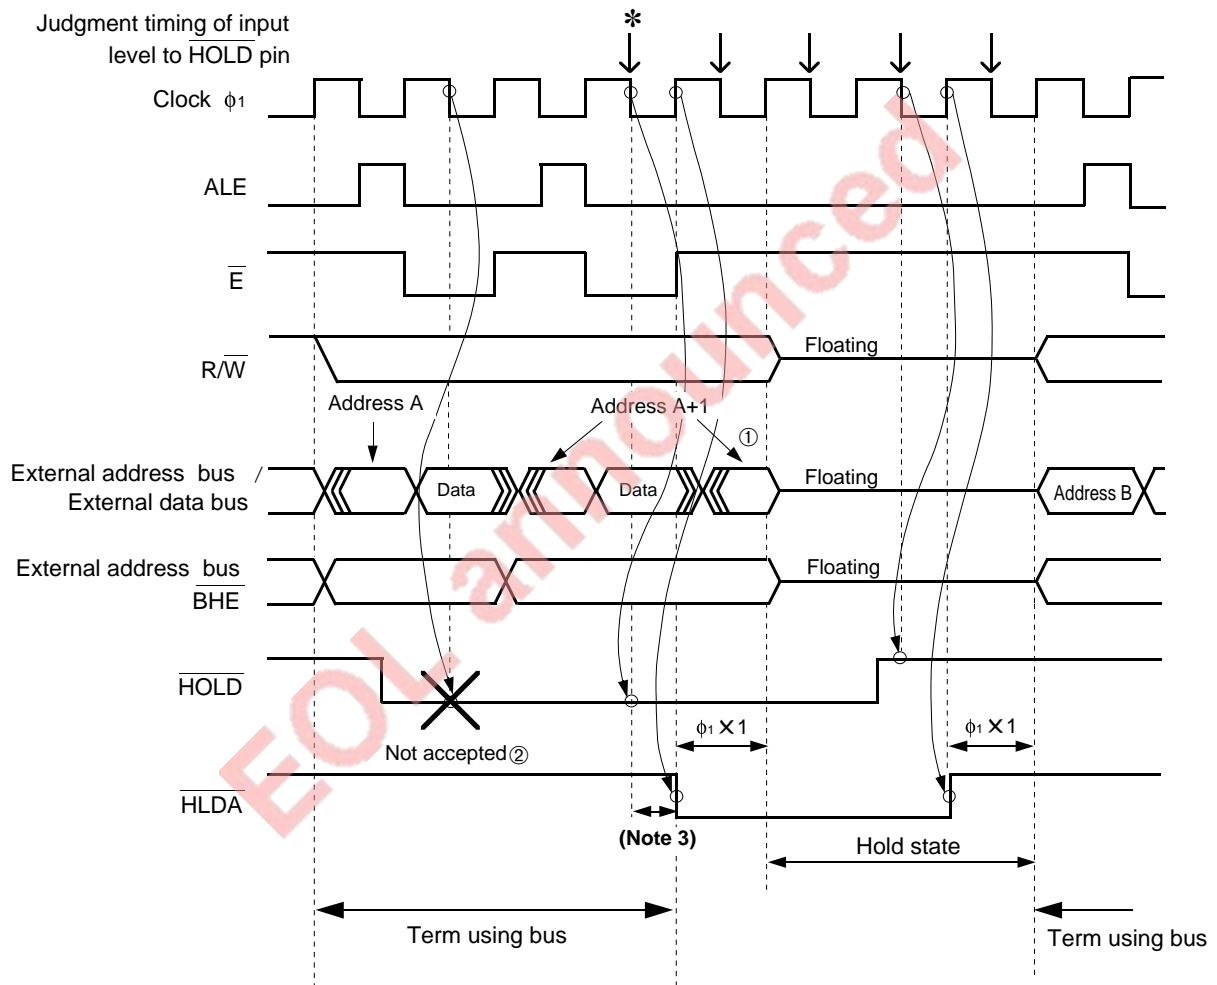 Judgment timing of input
level to HOLD pin
*
Clock ϕ1
ALE
E
R/W
Floating
Address A
Address A+1
①
External address bus /
External data bus
Data
Data
Floating
Address B
External address bus
BHE
Floating
HOLD
Not accepted②
ϕ1 ✕ 1
ϕ1 ✕ 1
HLDA
(Note 3)
Hold state
Term using bus
Term using bus
EOL announced